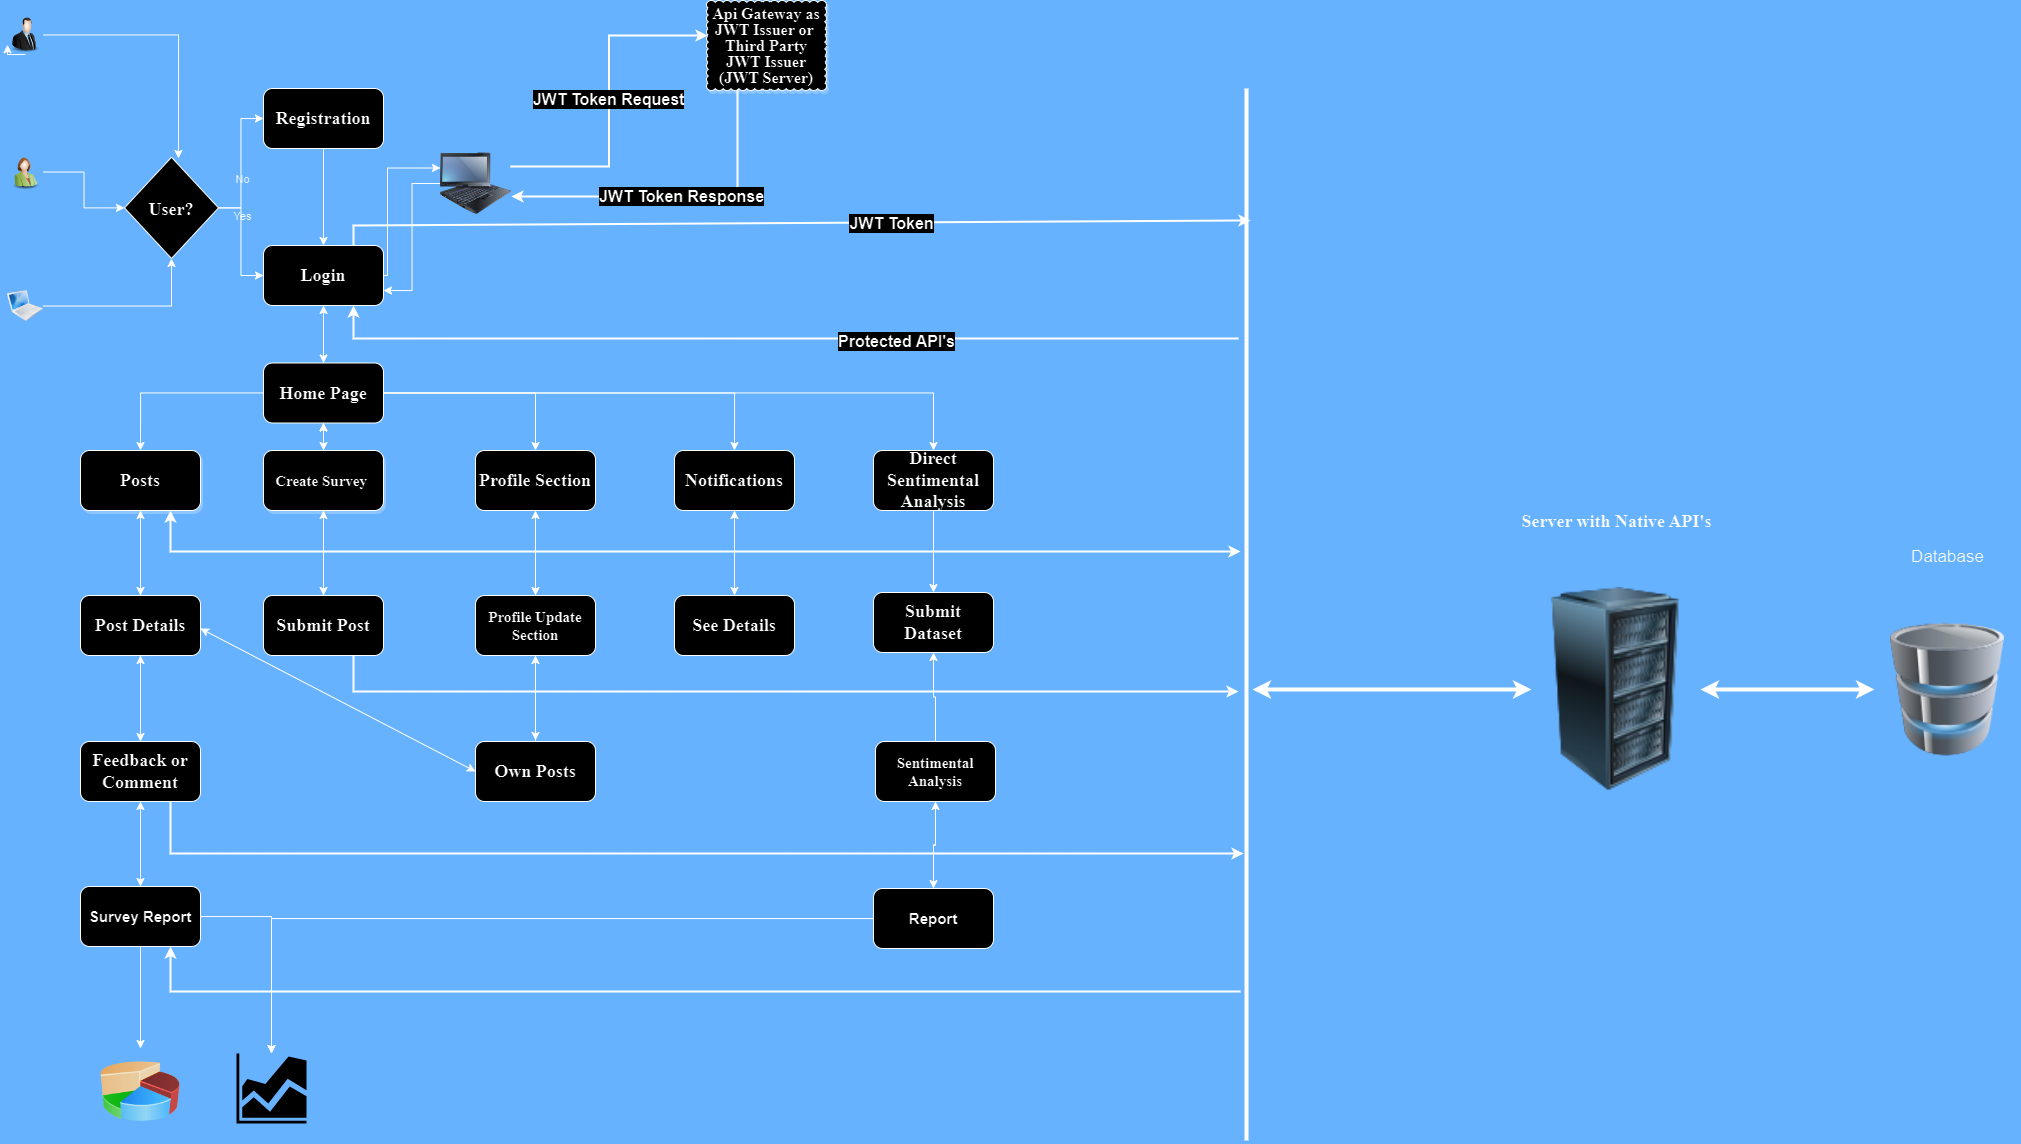 Api Gateway as
JWT Issuer or
Third Party
JWT Issuer
(JWT Server)
JWT Token Request
Registration
No
User?
Yes
JWT Token Response
JWT Token
Login
Protected API's
Home Page
Posts
Create Survey
Profile Section
Notifications
Direct
Sentimental
Analysis
Server with Native API's
Database
Post Details
Submit Post
Profile Update
Section
See Details
Submit
Dataset
Feedback or
Comment
Own Posts
Sentimental
Analysis
Survey Report
Report